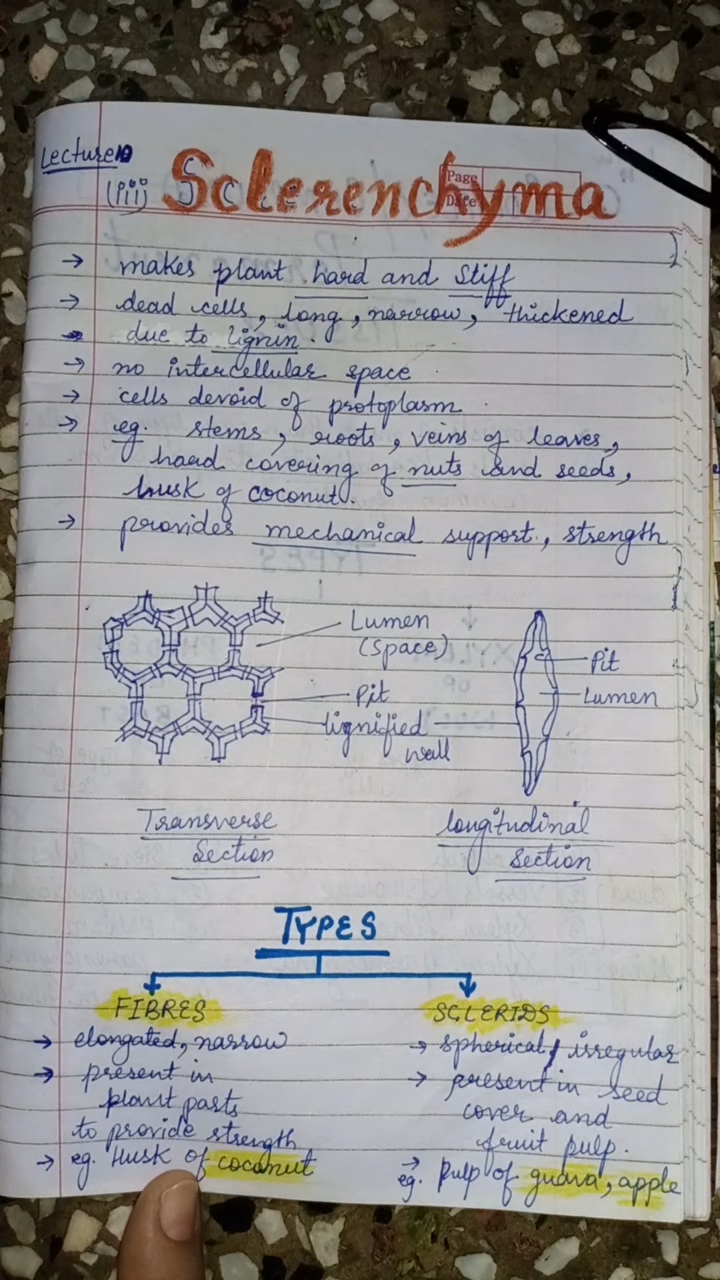 Lecture 10
(iii) Sclerenchyma
Page
Date
→ makes plant hard and stiff
→ dead cells, long, narrow, thickened
due to lignin.
→ no intercellular space
→ cells devoid of protoplasm.
→ eg. stems, roots, veins of leaves,
hard covering of nuts and seeds,
husk of coconut.
→ provides mechanical support, strength
Lumen
(space)
Pit
lignified
wall
Pit
Lumen
Transverse
Section
longitudinal
Section
TYPES
FIBRES
→ elongated, narrow
→ present in
plant parts
to provide strength
→ eg. Husk of coconut
SCLERIDS
→ spherical, irregular
→ present in seed
cover and
fruit pulp.
→ eg. pulp of guava, apple